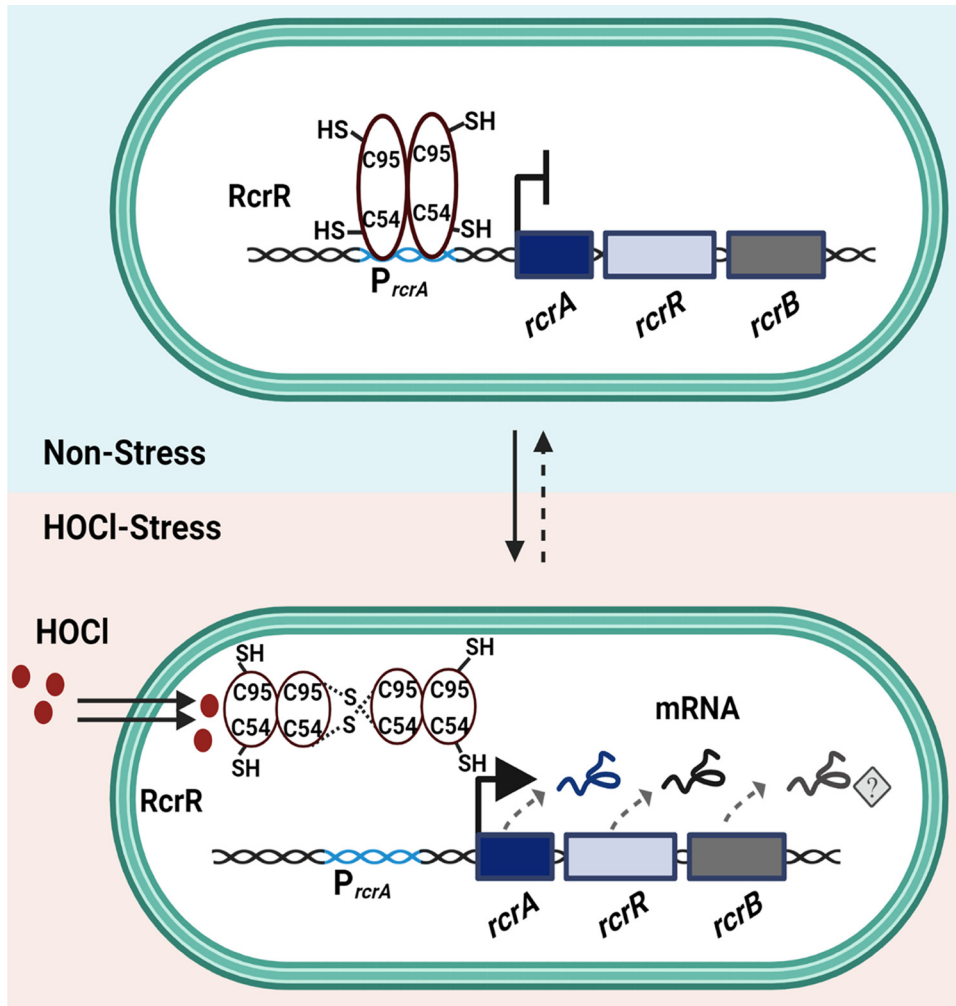 HS SH
C95 C95
RcrR
C54 C54
HS SH
PrcrA
rcrA rcrR rcrB
Non-Stress
HOCl-Stress
HOCl
SH SH
C95 C95 S C95 C95
C54 C54 S C54 C54
SH SH
mRNA
RcrR
?
PrcrA
rcrA rcrR rcrB